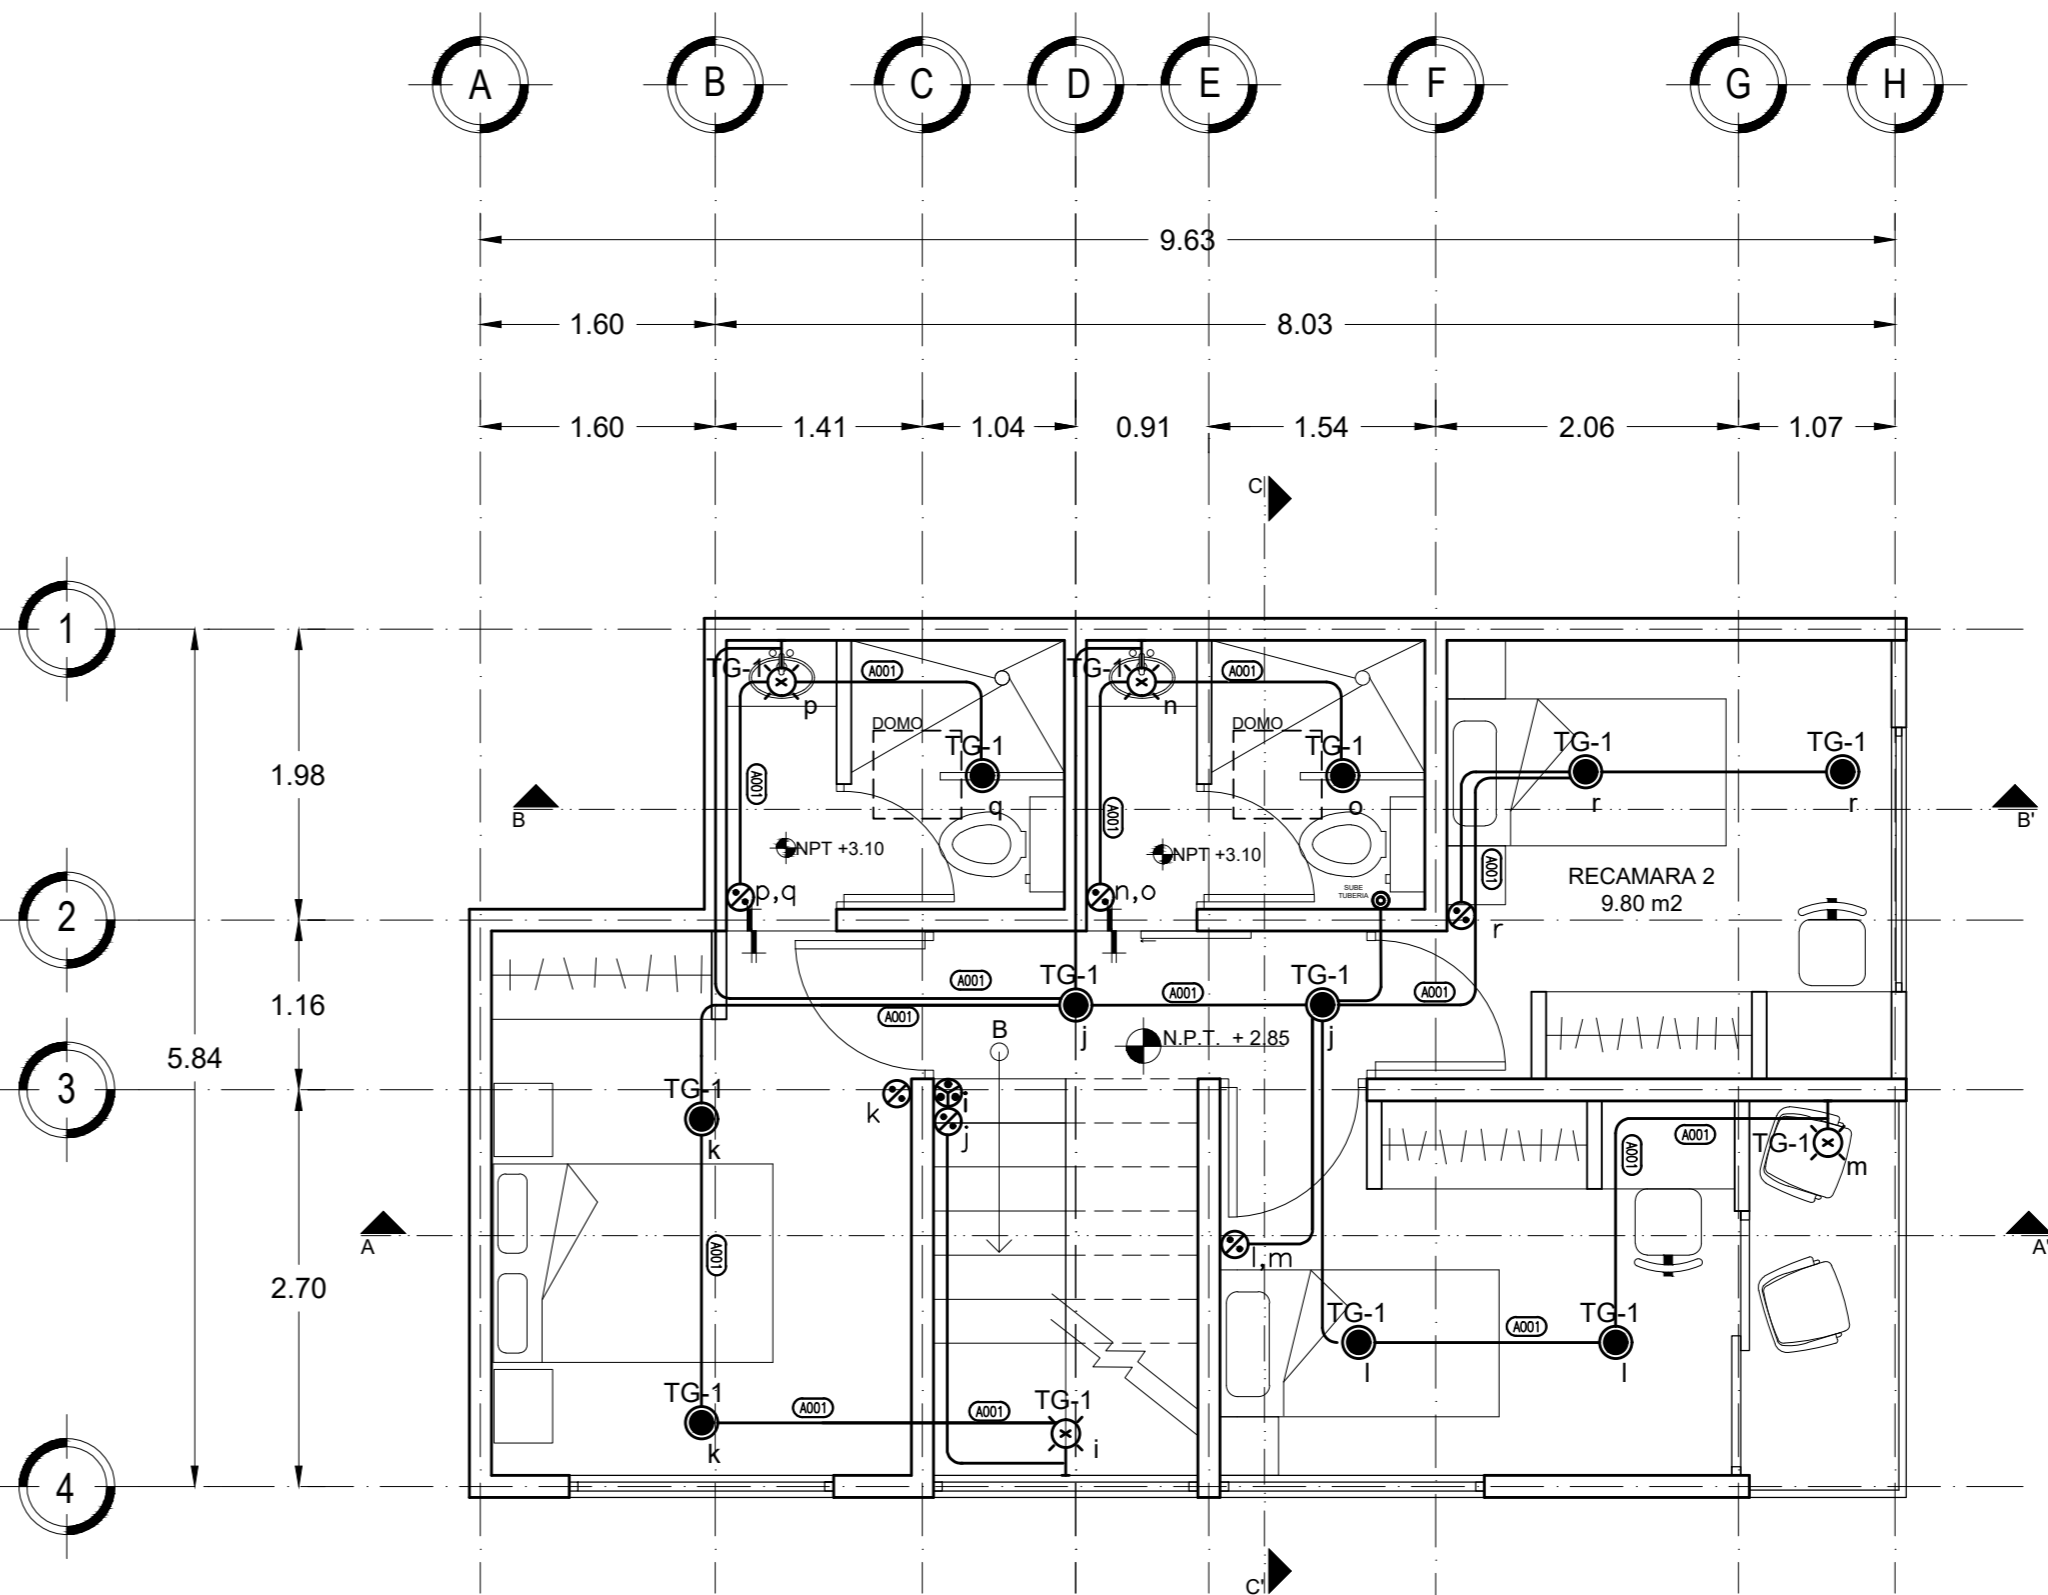 A B C D E F G H
9.63
1.60 8.03
1.60 1.41 1.04 0.91 1.54 2.06 1.07
C
1
TG-1 A001 TG-1 A001
p n
DOMO DOMO
TG-1 TG-1 TG-1 TG-1
1.98
A001 A001
q o r r
B B'
NPT +3.10 NPT +3.10
A001
RECAMARA 2
9.80 m2
SUBE
TUBERIA
p,q n,o
2
r
TG-1 TG-1
A001 A001 A001
1.16
A001
B
j j
N.P.T. + 2.85
5.84
3
TG-1
k i
j
k
A001
TG-1
A001
m
A A'
A001
l,m
2.70
TG-1 TG-1
A001
l l
TG-1 TG-1
A001 A001
k i
4
C'